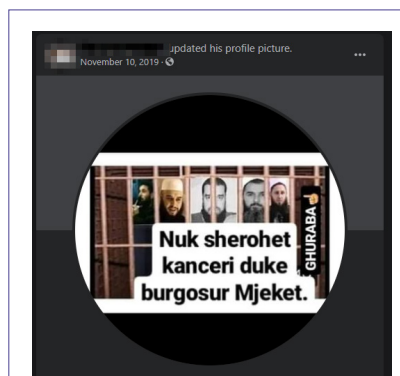 updated his profile picture.
November 10, 2019 ·
GHURABA
Nuk sherohet
kanceri duke
burgosur Mjeket.